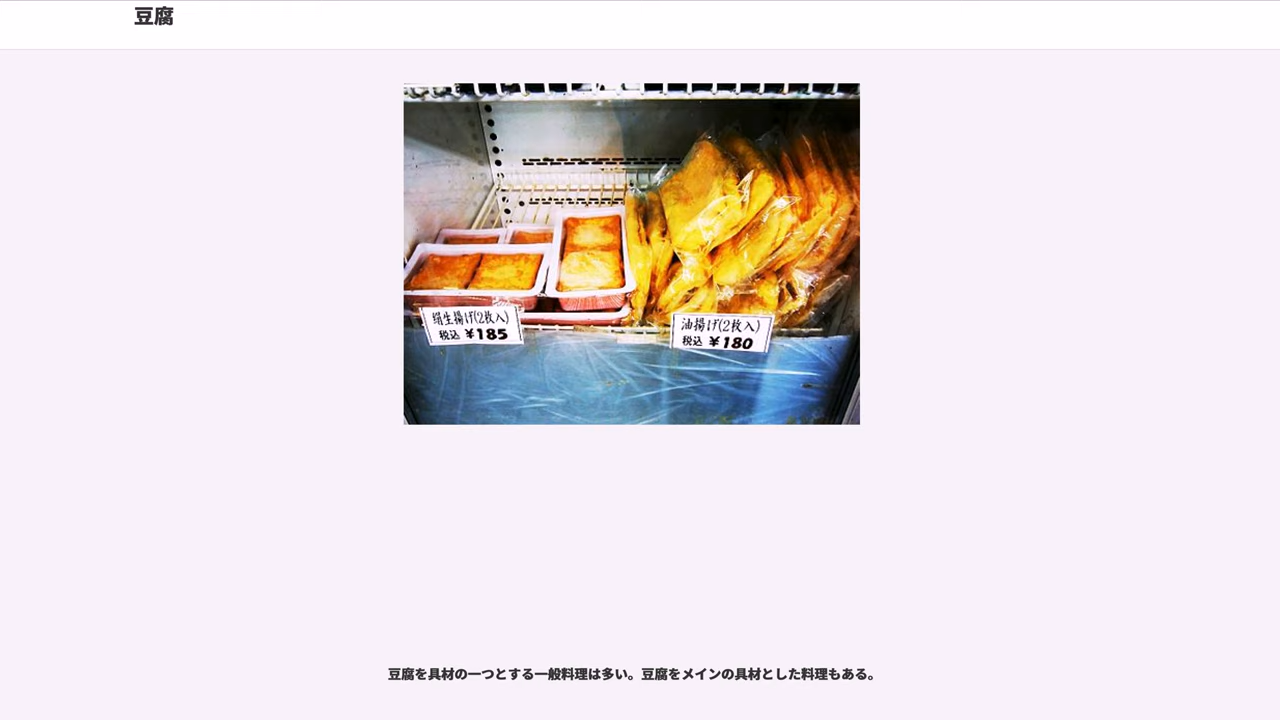 豆腐
絹生揚げ(2枚入)
税込 ¥185
油揚げ(2枚入)
税込 ¥180
豆腐を具材の一つとする一般料理は多い。豆腐をメインの具材とした料理もある。